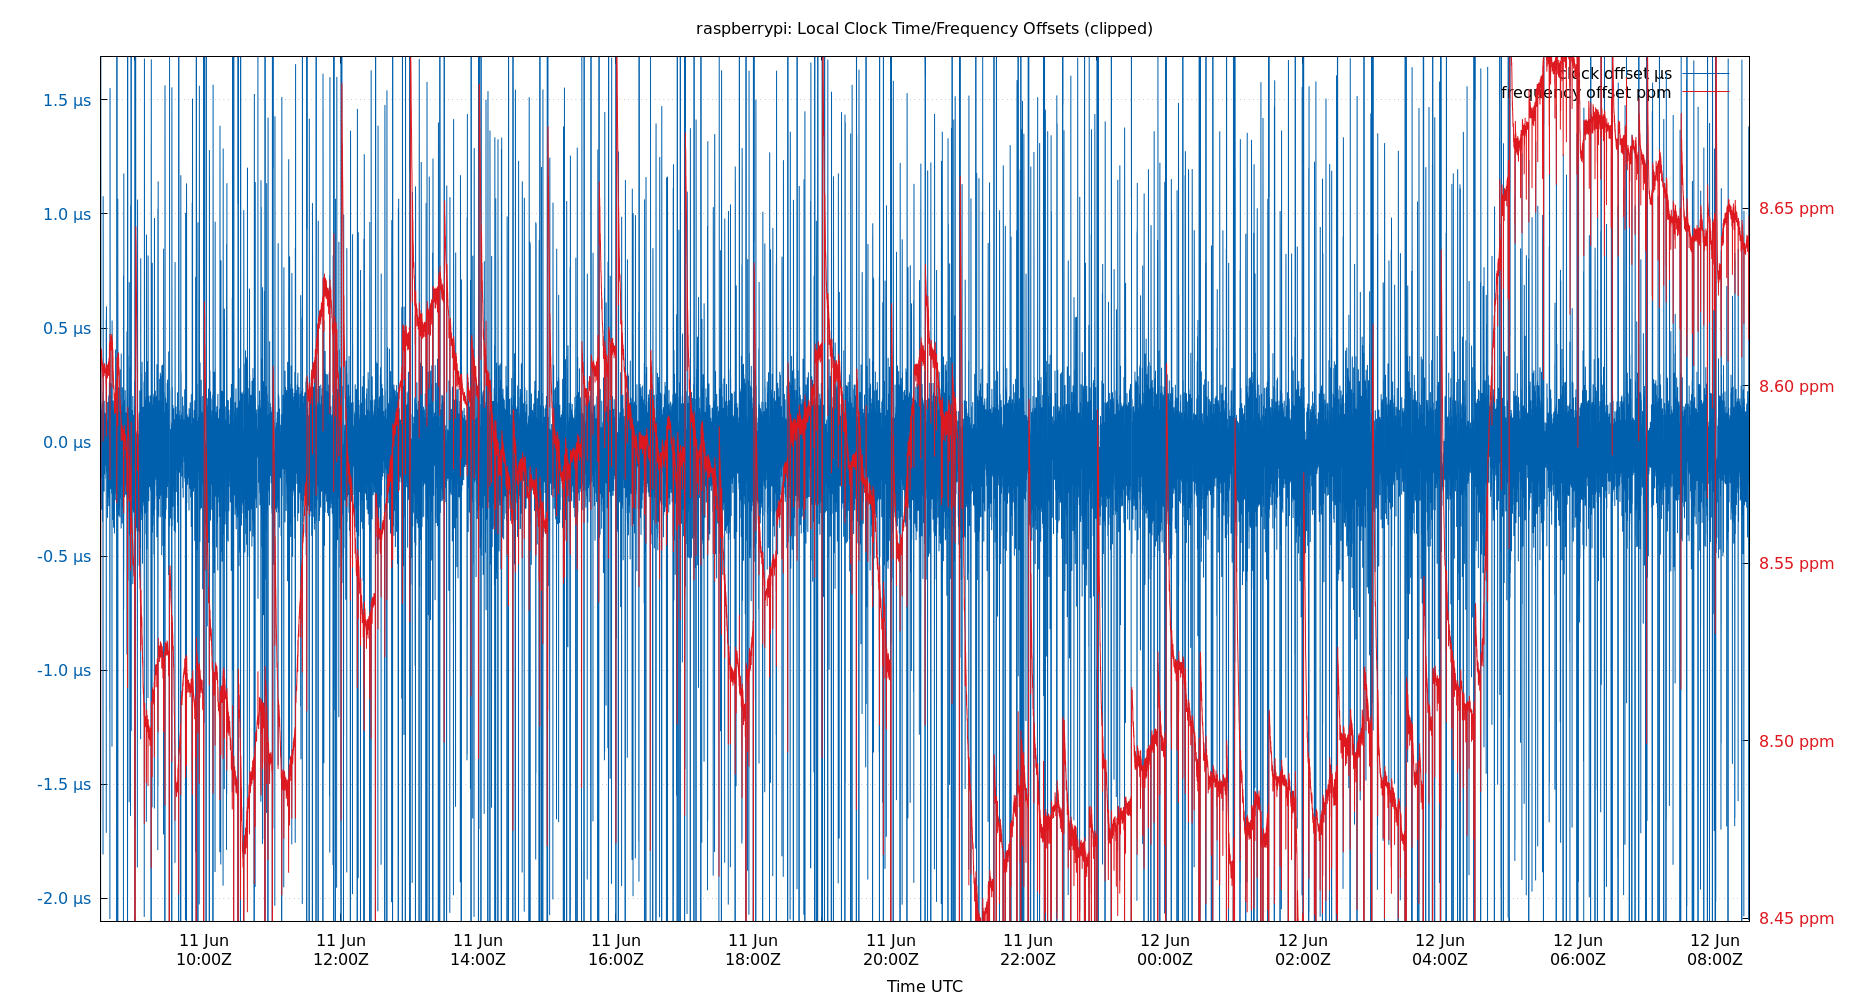 raspberrypi: Local Clock Time/Frequency Offsets (clipped)
clock offset µs
frequency offset ppm
1.5 µs
1.0 µs
0.5 µs
0.0 µs
-0.5 µs
-1.0 µs
-1.5 µs
-2.0 µs
8.65 ppm
8.60 ppm
8.55 ppm
8.50 ppm
8.45 ppm
11 Jun 11 Jun 11 Jun 11 Jun 11 Jun 11 Jun 11 Jun 12 Jun 12 Jun 12 Jun 12 Jun 12 Jun
10:00Z 12:00Z 14:00Z 16:00Z 18:00Z 20:00Z 22:00Z 00:00Z 02:00Z 04:00Z 06:00Z 08:00Z
Time UTC